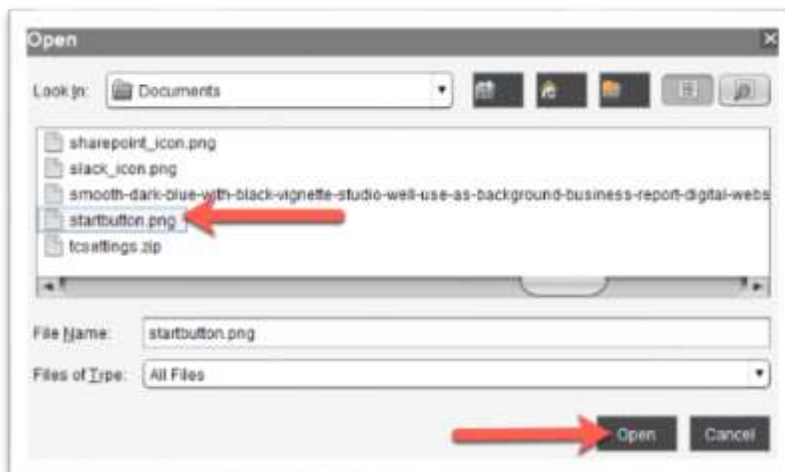 Open
Look In: Documents
sharepoint_icon.png
slack_icon.png
smooth-dark-blue-with-black-vignette-studio-well-use-as-background-business-report-digital-webs
startbutton.png
tcsettings.zip
File Name: startbutton.png
Files of Type: All Files
Open Cancel